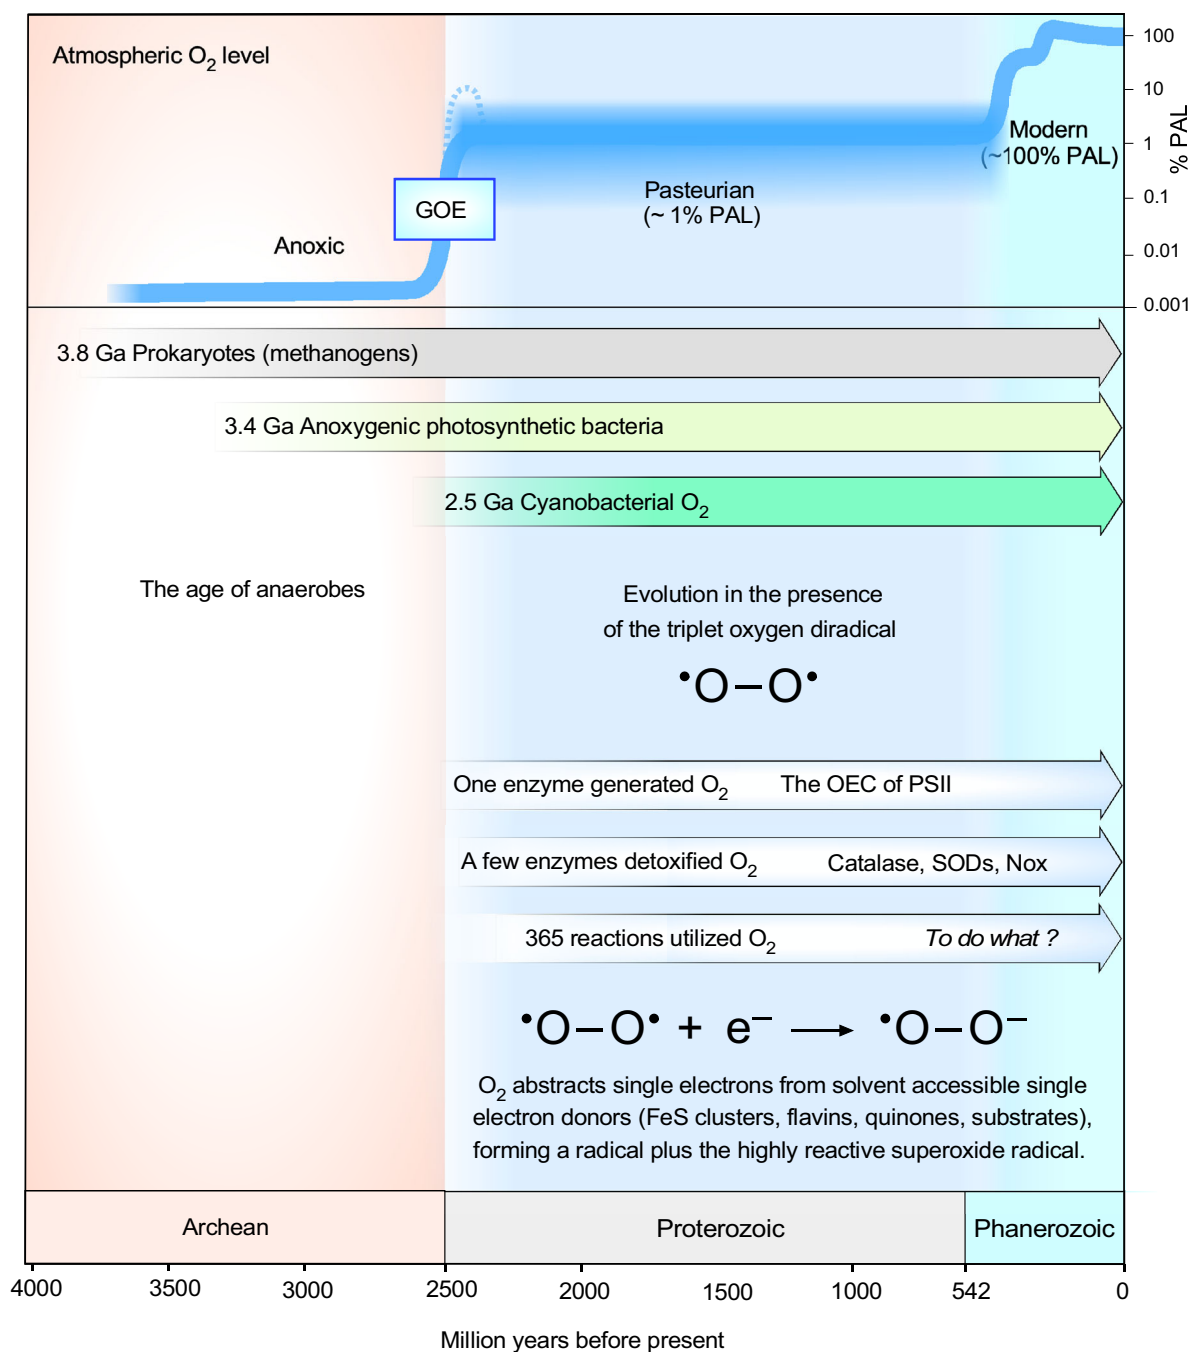 Atmospheric O2 level
100
10
1
0.1
0.01
0.001
% PAL
Modern
(~100% PAL)
Pasteurian
(~ 1% PAL)
GOE
Anoxic
3.8 Ga Prokaryotes (methanogens)
3.4 Ga Anoxygenic photosynthetic bacteria
2.5 Ga Cyanobacterial O2
The age of anaerobes
Evolution in the presence
of the triplet oxygen diradical
•O–O•
One enzyme generated O2 The OEC of PSII
A few enzymes detoxified O2 Catalase, SODs, Nox
365 reactions utilized O2 To do what ?
•O–O• + e– → •O–O–
O2 abstracts single electrons from solvent accessible single
electron donors (FeS clusters, flavins, quinones, substrates),
forming a radical plus the highly reactive superoxide radical.
Archean Proterozoic Phanerozoic
4000 3500 3000 2500 2000 1500 1000 542 0
Million years before present